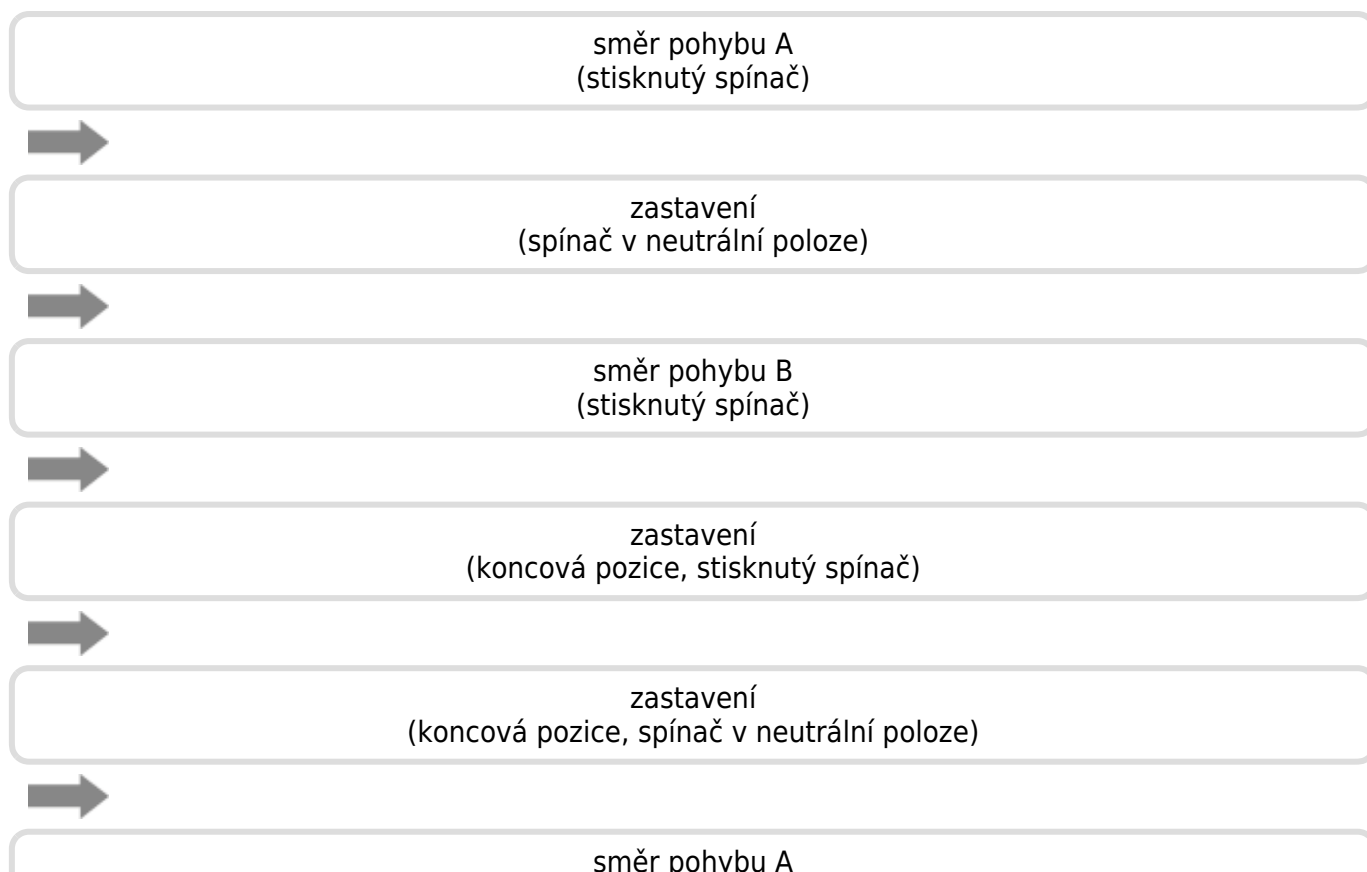 směr pohybu A
(stisknutý spínač)
zastavení
(spínač v neutrální poloze)
směr pohybu B
(stisknutý spínač)
zastavení
(koncová pozice, stisknutý spínač)
zastavení
(koncová pozice, spínač v neutrální poloze)
směr pohybu A